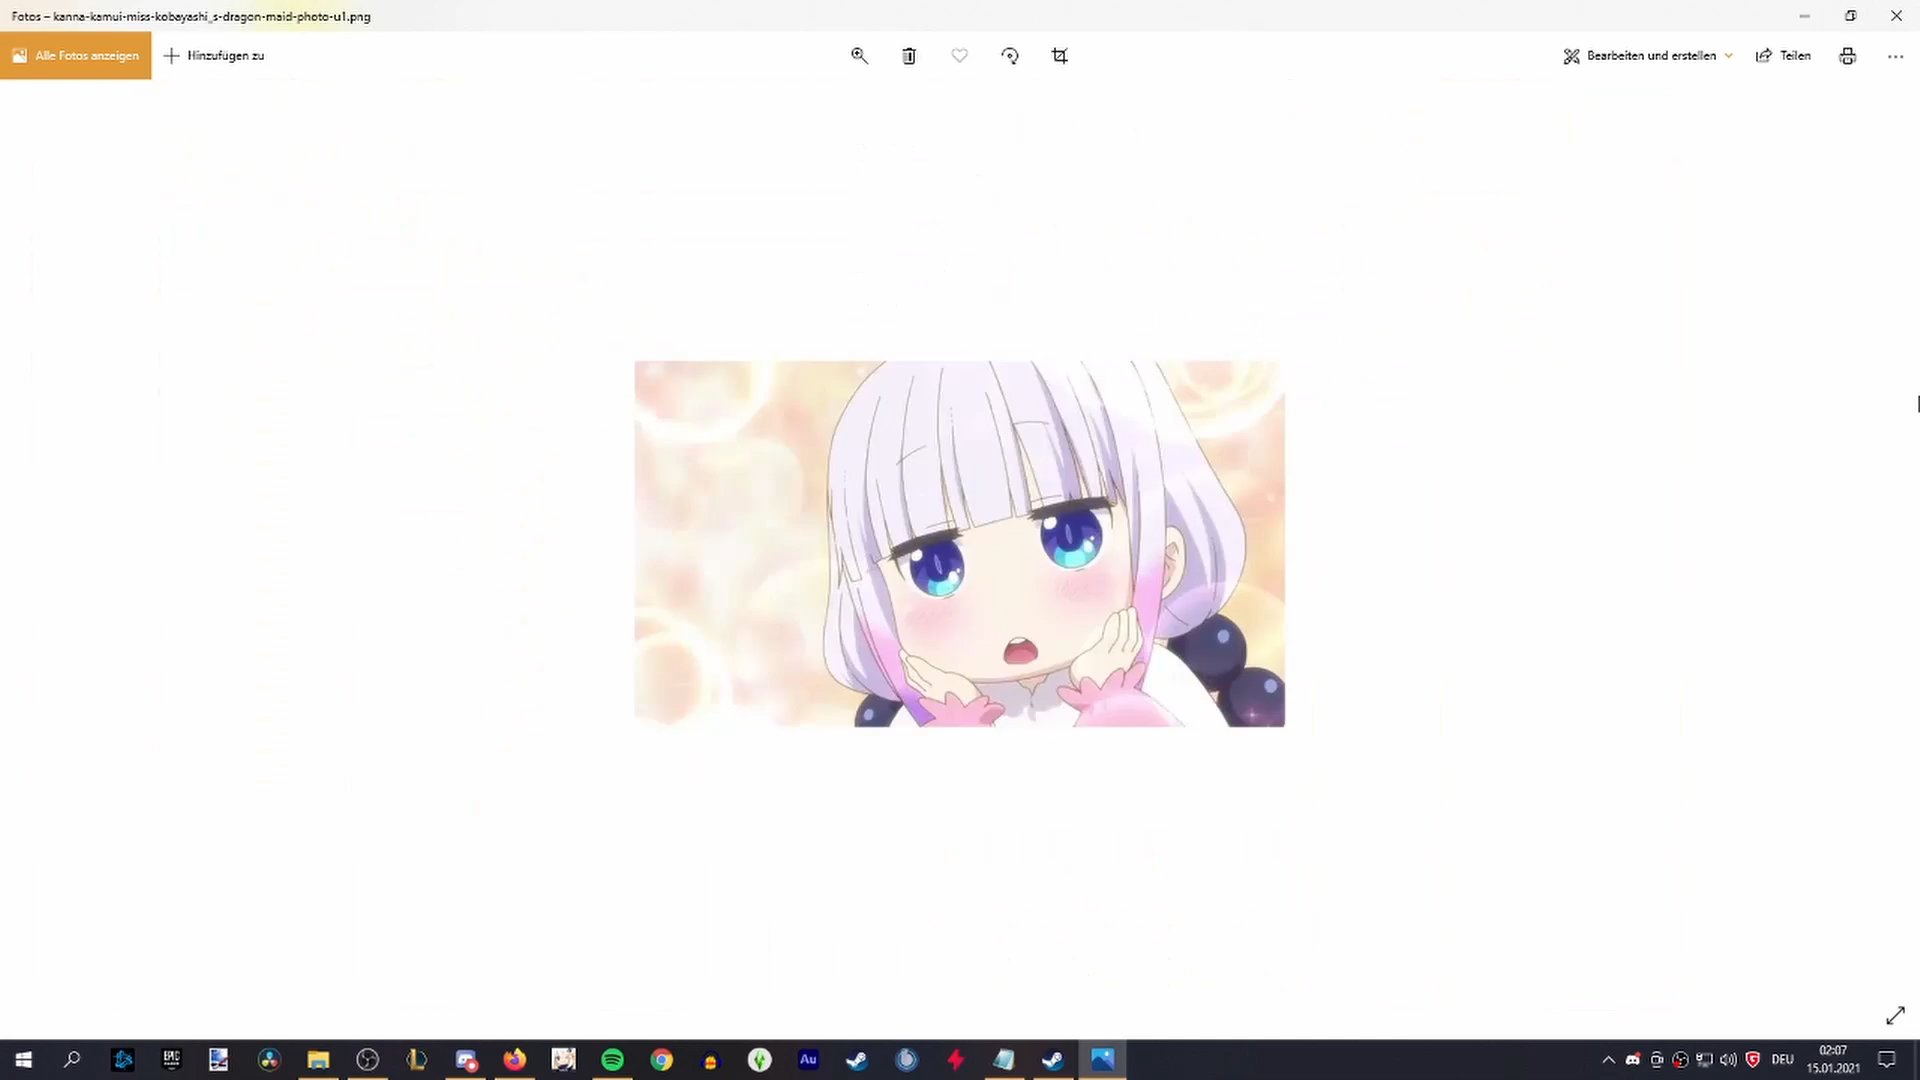 Fotos – kanna-kamui-miss-kobayashi_s-dragon-maid-photo-u1.png
Alle Fotos anzeigen
Hinzufügen zu
Bearbeiten und erstellen
Teilen
EPIC
Au
DEU
02:07
15.01.2021